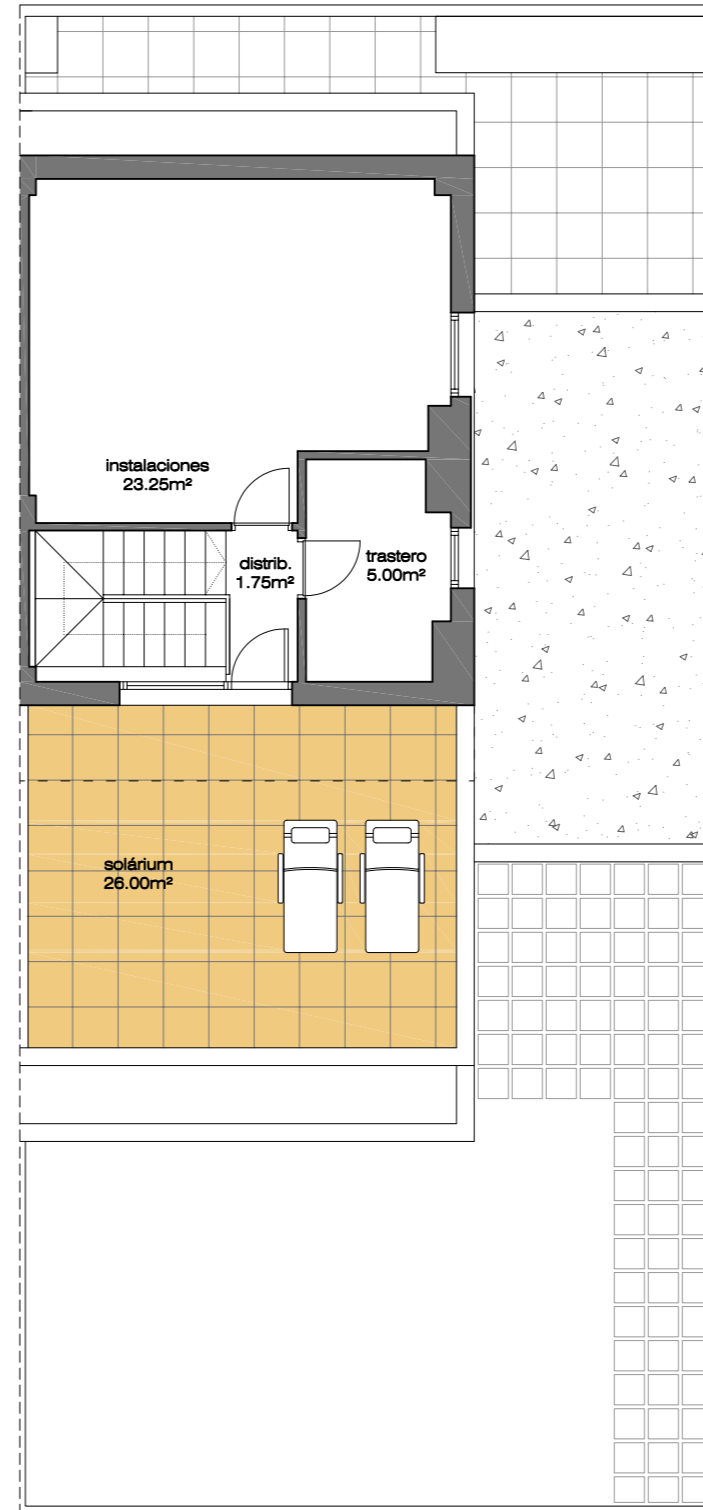 instalaciones
23.25m²
distrib.
1.75m²
trastero
5.00m²
solárium
26.00m²